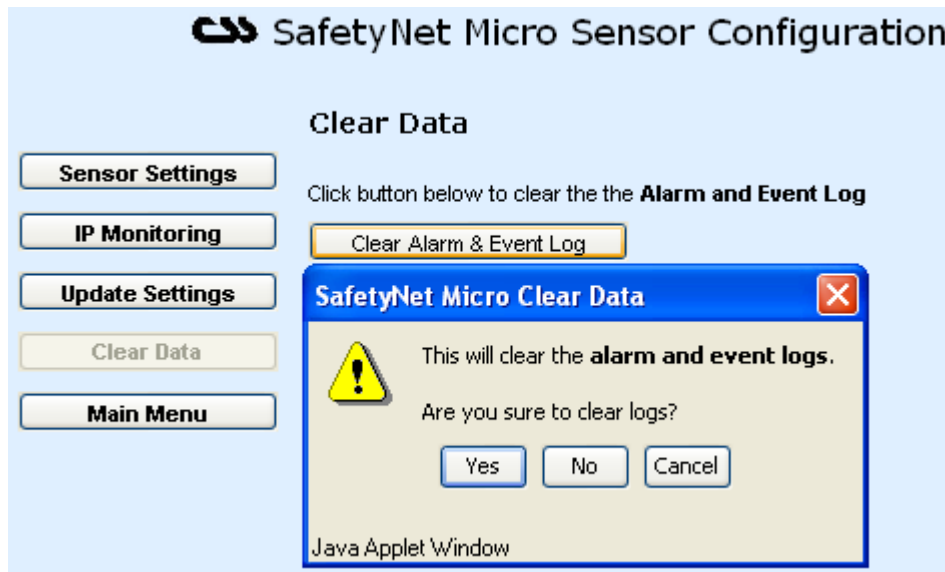 CSS SafetyNet Micro Sensor Configuration
Clear Data
Sensor Settings
IP Monitoring
Update Settings
Clear Data
Main Menu
Click button below to clear the the Alarm and Event Log
Clear Alarm & Event Log
SafetyNet Micro Clear Data
This will clear the alarm and event logs.
Are you sure to clear logs?
Yes No Cancel
Java Applet Window